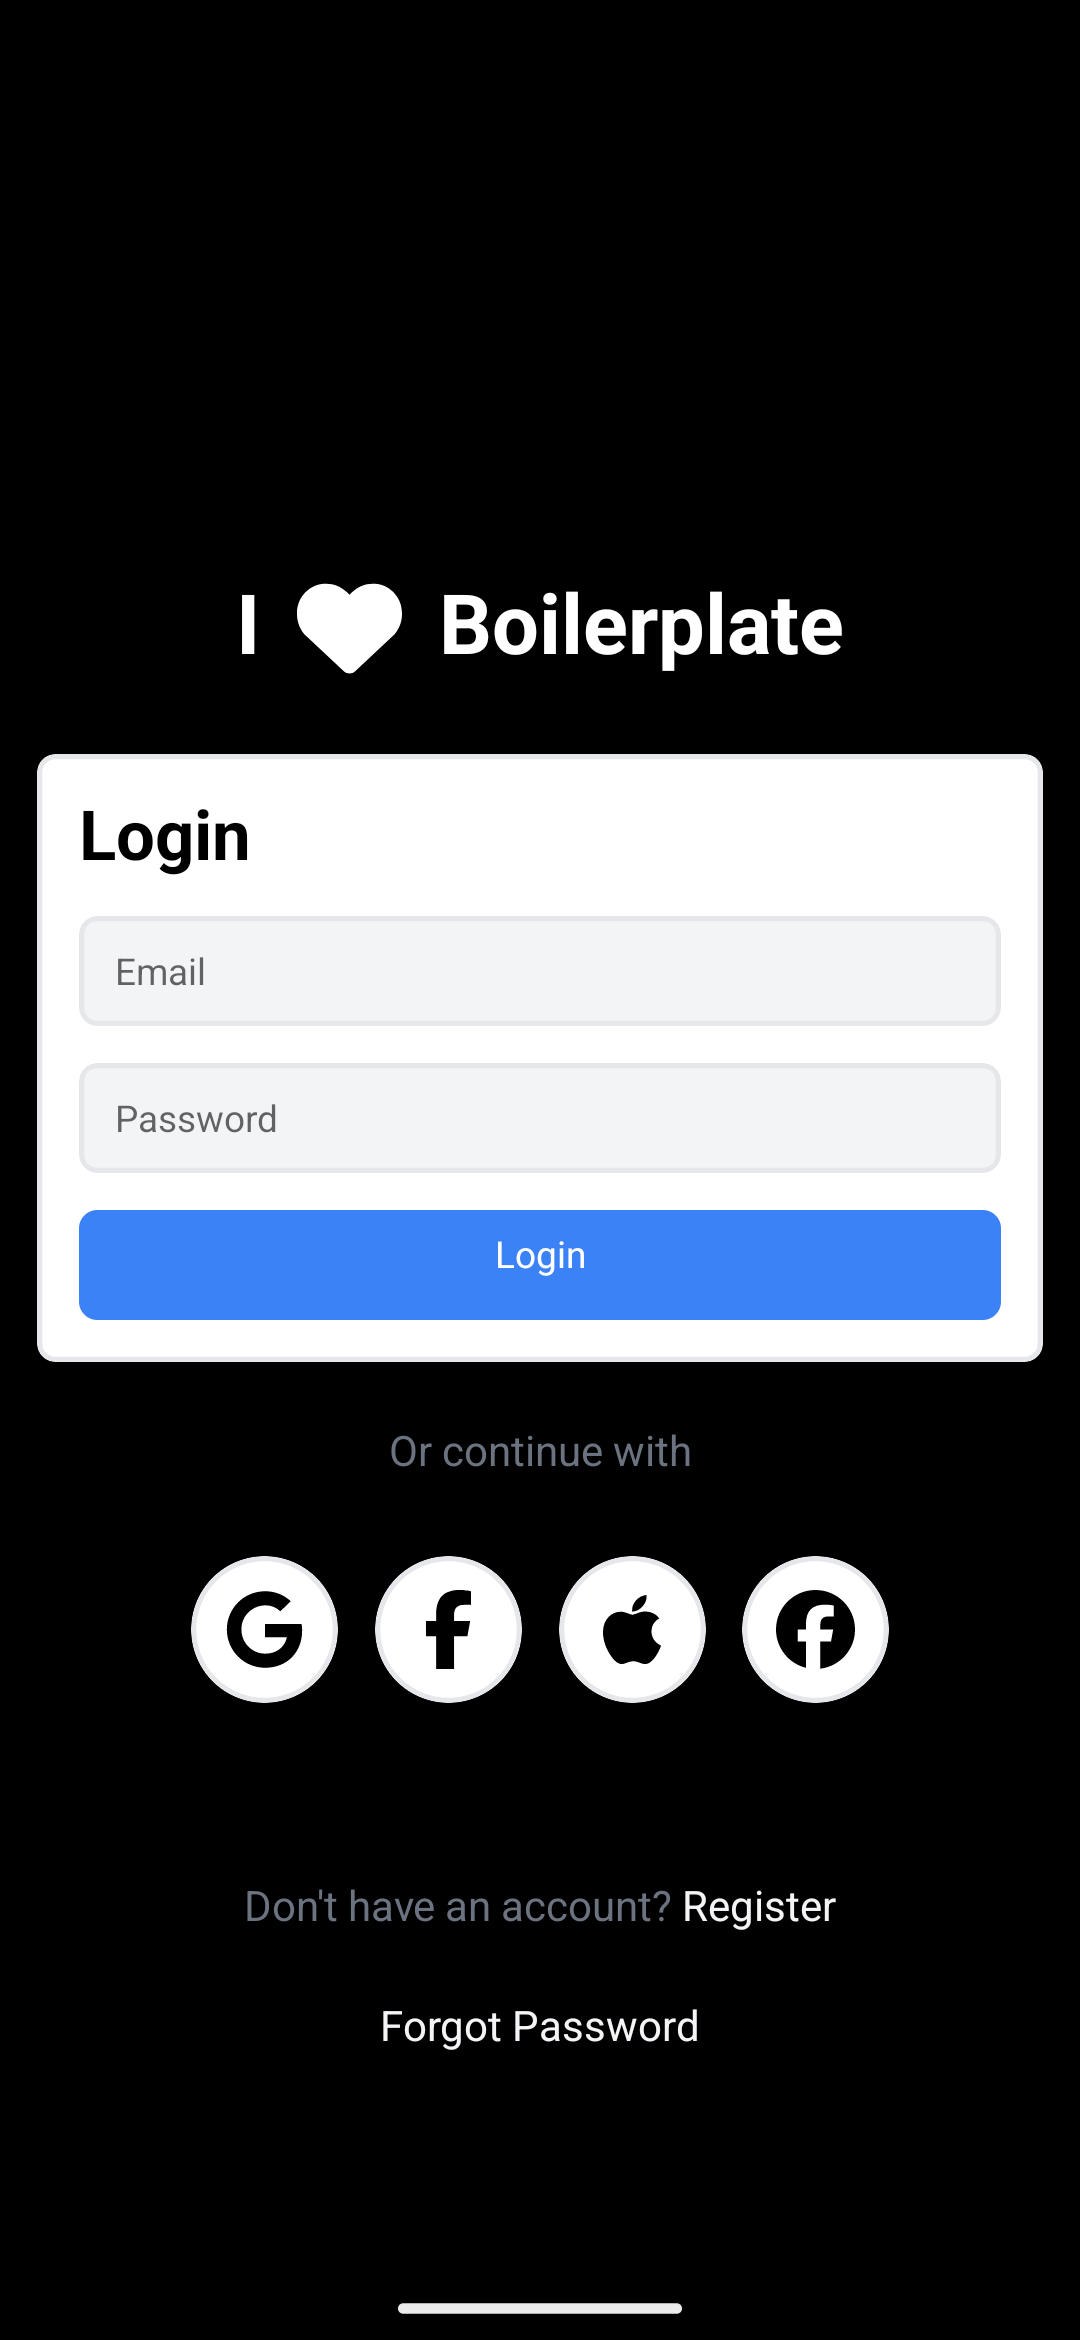 I Boilerplate
Login
Email
Password
Login
Or continue with
Don't have an account? Register
Forgot Password